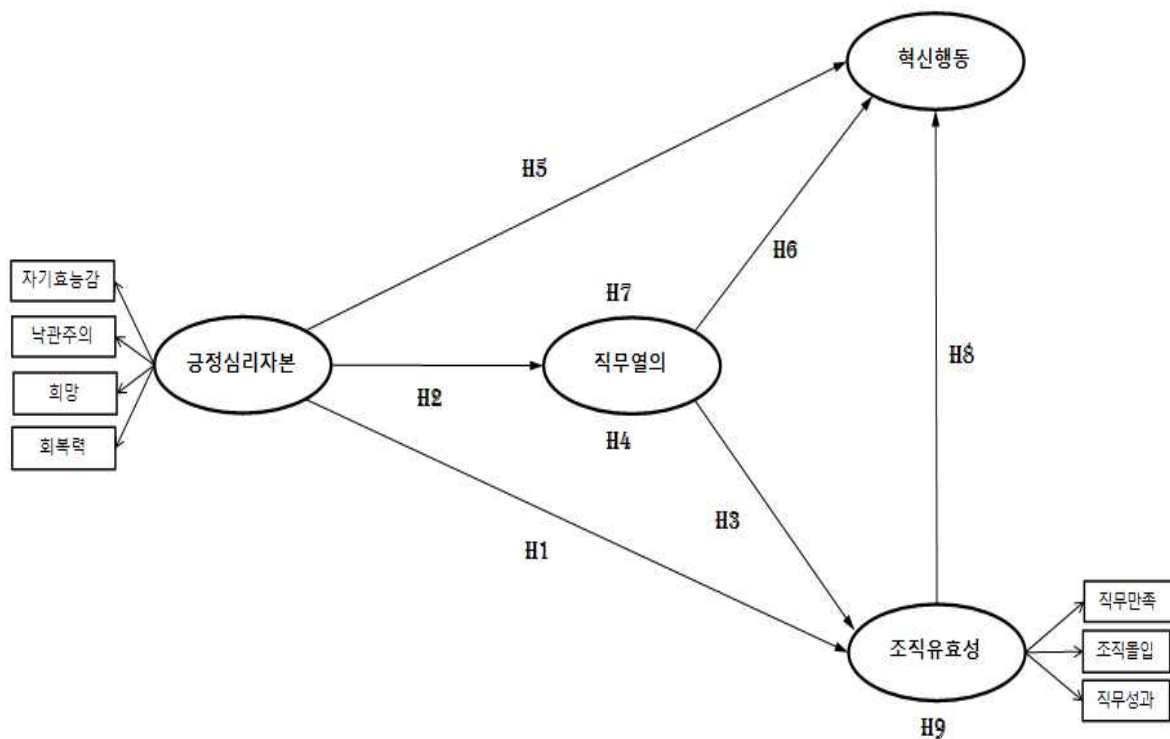 혁신행동
H5
H6
자기효능감
H7
낙관주의
긍정심리자본
직무열의
H8
희망
H2
회복력
H4
H3
H1
직무만족
조직유효성
조직몰입
직무성과
H9